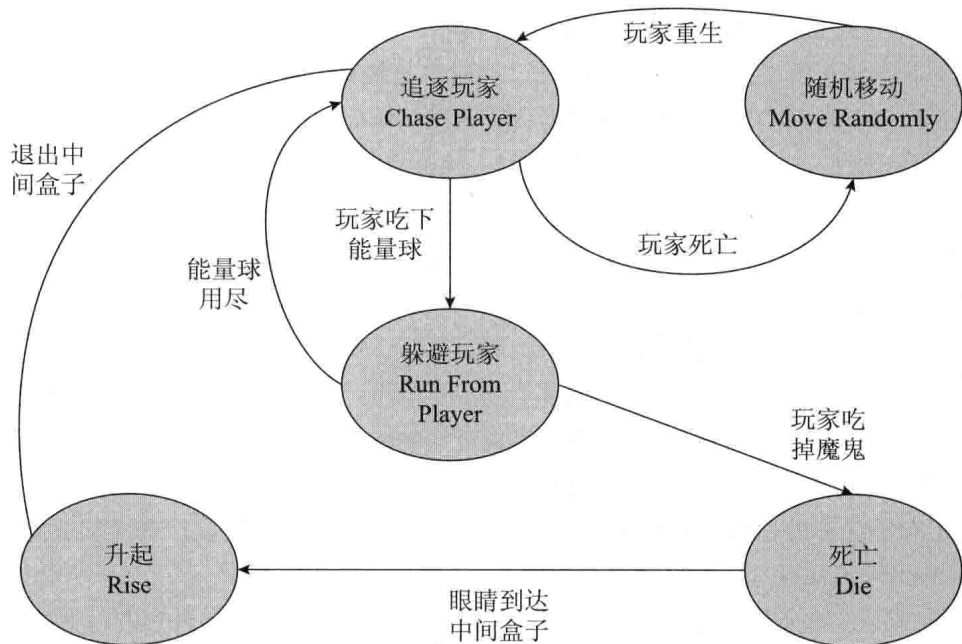 玩家重生
追逐玩家
Chase Player
随机移动
Move Randomly
退出中
间盒子
玩家吃下
能量球
玩家死亡
能量球
用尽
躲避玩家
Run From
Player
玩家吃
掉魔鬼
升起
Rise
死亡
Die
眼睛到达
中间盒子